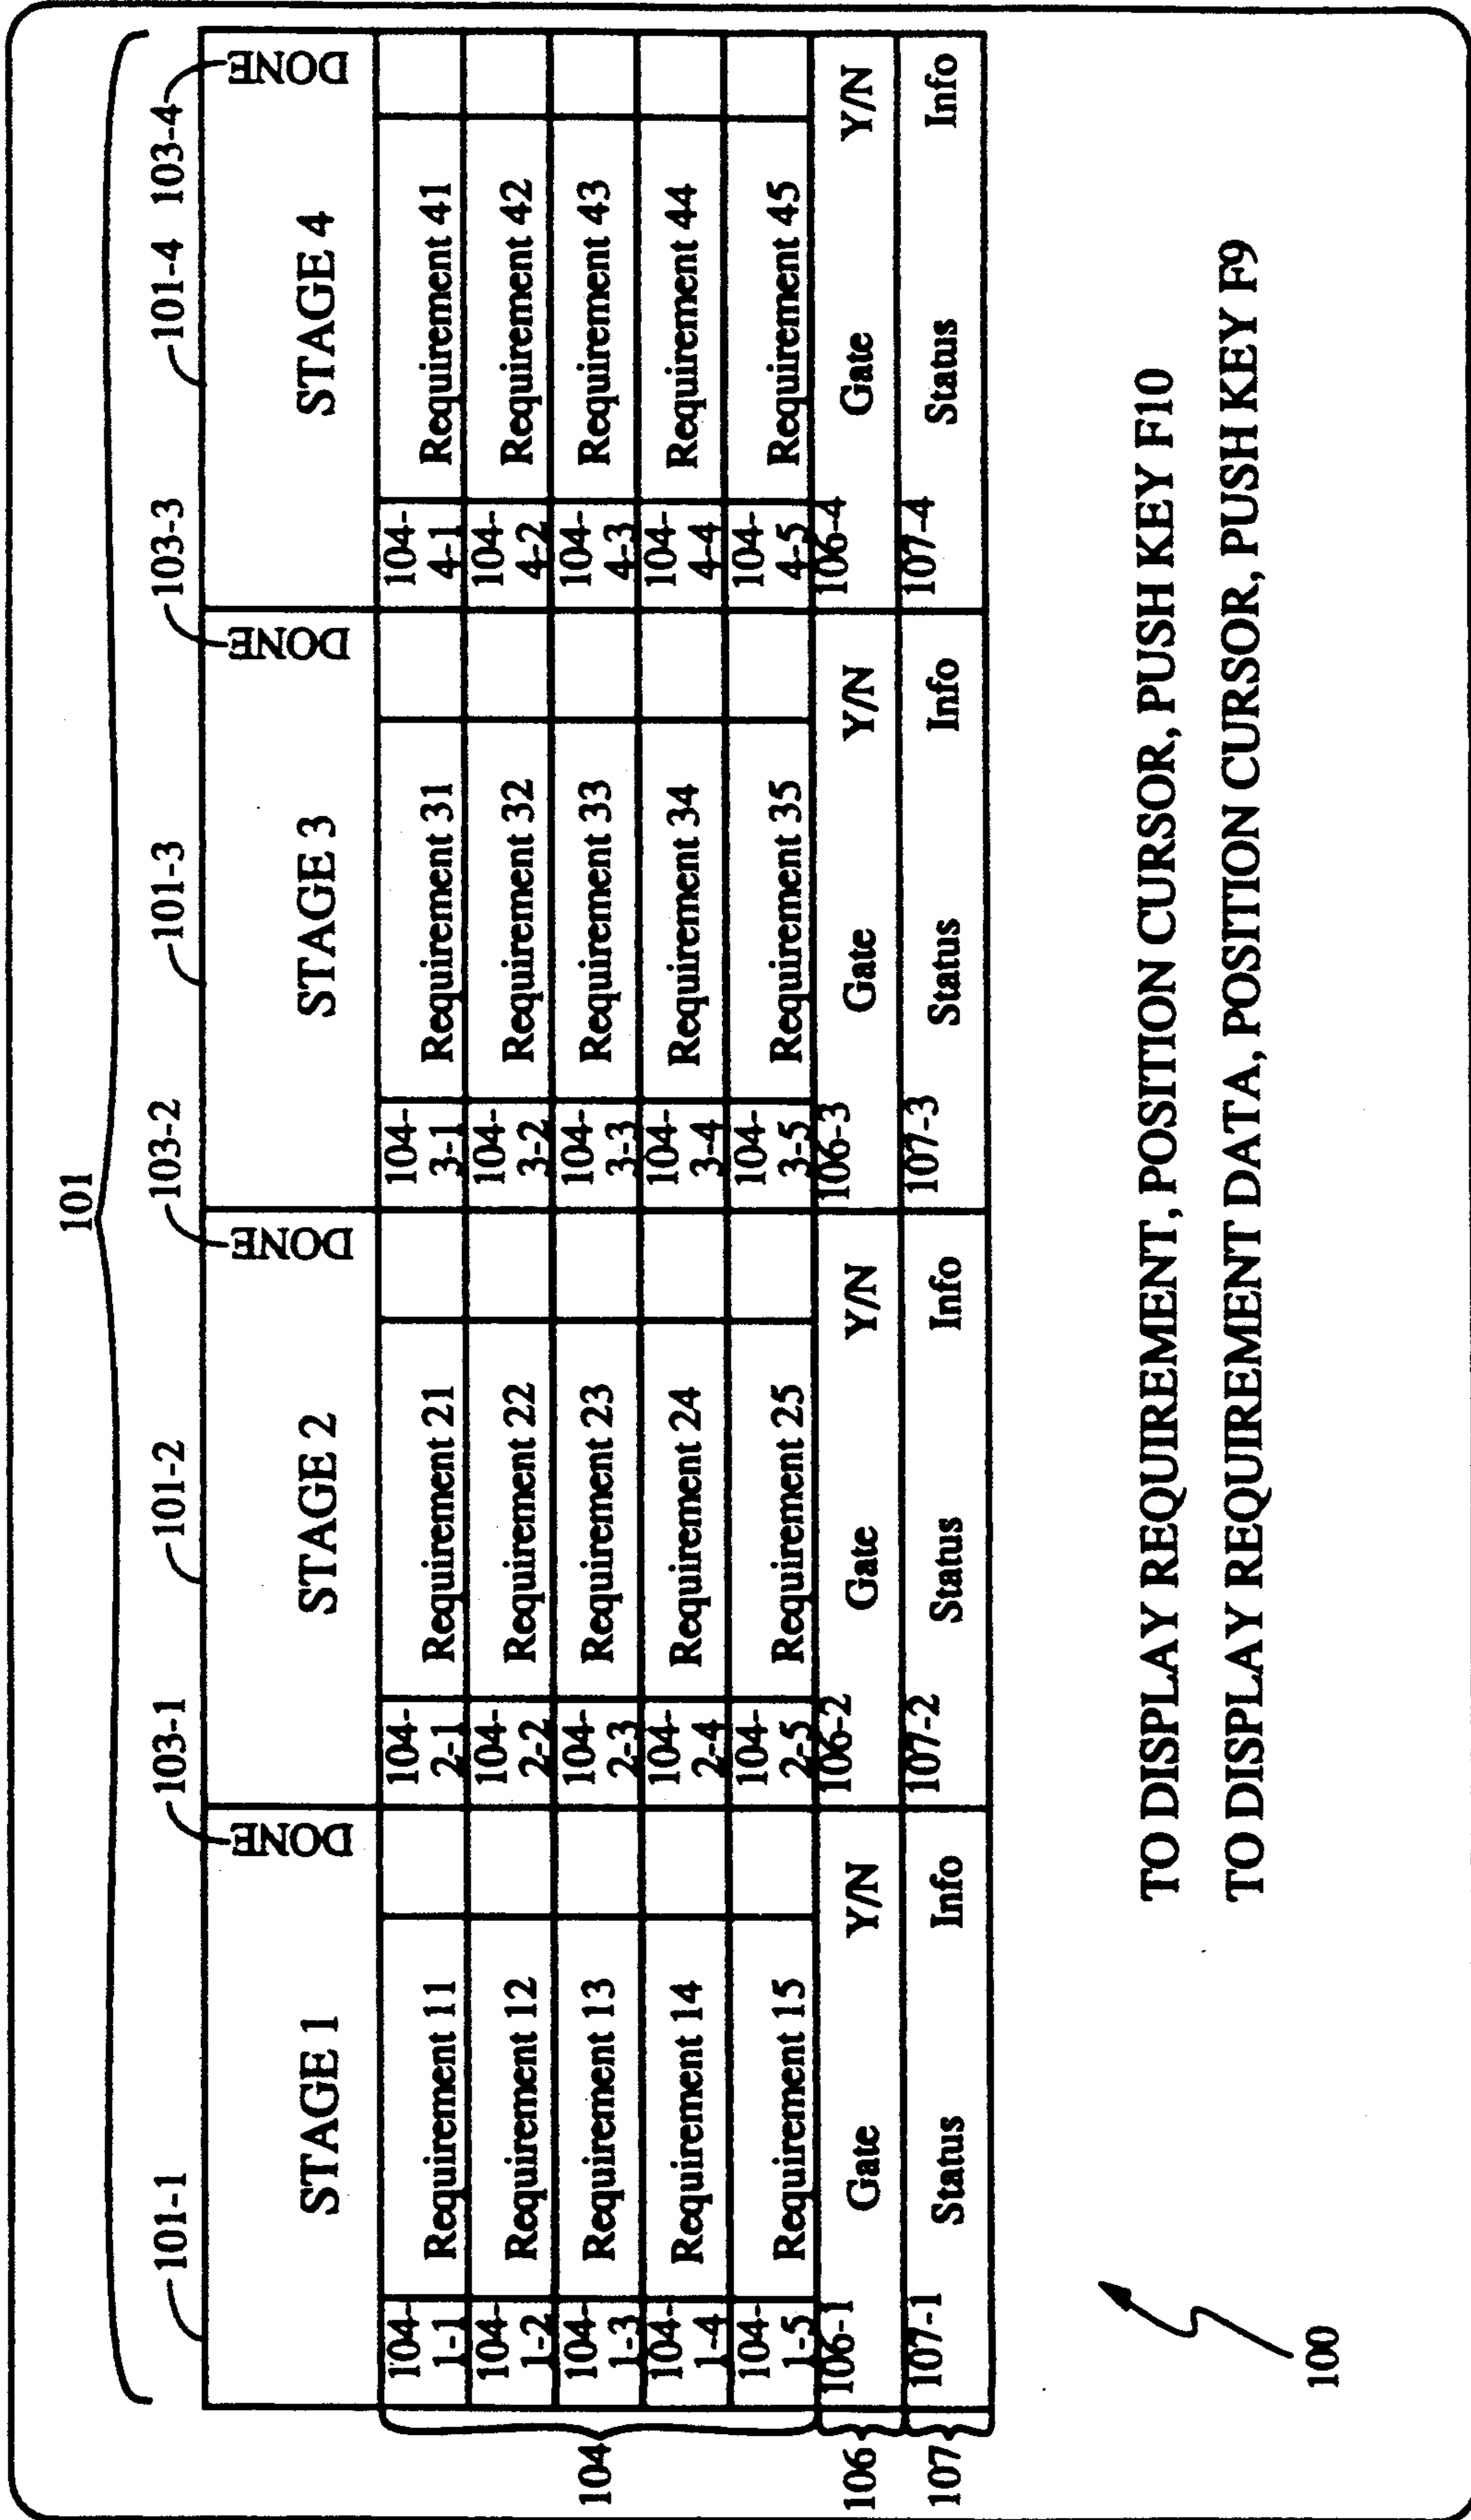 101
101-1 103-1 101-2 103-2 101-3 103-3 101-4 103-4
STAGE 1 DONE STAGE 2 DONE STAGE 3 DONE STAGE 4 DONE
104-1-1 Requirement 11 104-2-1 Requirement 21 104-3-1 Requirement 31 104-4-1 Requirement 41
104-1-2 Requirement 12 104-2-2 Requirement 22 104-3-2 Requirement 32 104-4-2 Requirement 42
104 104-1-3 Requirement 13 104-2-3 Requirement 23 104-3-3 Requirement 33 104-4-3 Requirement 43
104-1-4 Requirement 14 104-2-4 Requirement 24 104-3-4 Requirement 34 104-4-4 Requirement 44
104-1-5 Requirement 15 104-2-5 Requirement 25 104-3-5 Requirement 35 104-4-5 Requirement 45
106 106-1 Gate Y/N 106-2 Gate Y/N 106-3 Gate Y/N 106-4 Gate Y/N
107 107-1 Status Info 107-2 Status Info 107-3 Status Info 107-4 Status Info
TO DISPLAY REQUIREMENT, POSITION CURSOR, PUSH KEY F10
TO DISPLAY REQUIREMENT DATA, POSITION CURSOR, PUSH KEY F9
100